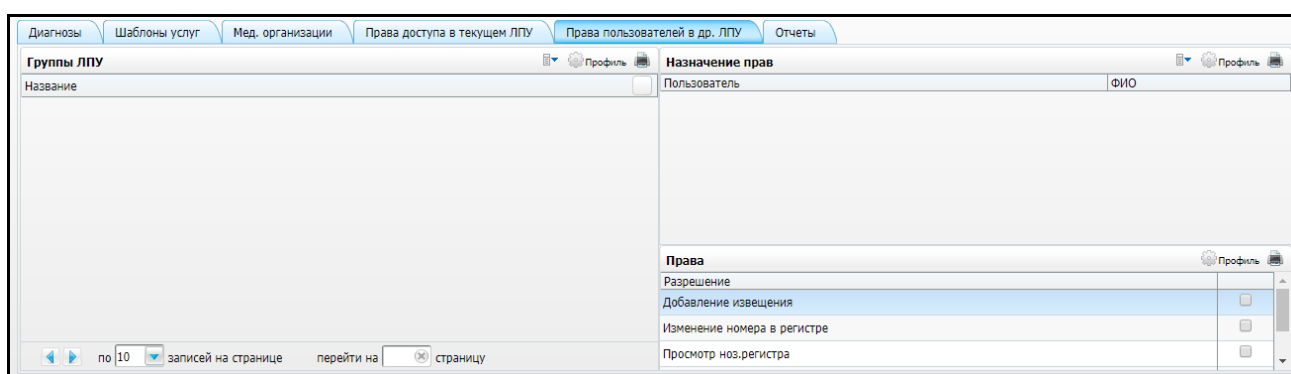 Диагнозы Шаблоны услуг Мед. организации Права доступа в текущем ЛПУ Права пользователей в др. ЛПУ Отчеты
Группы ЛПУ Профиль
Название
по 10 записей на странице перейти на страницу
Назначение прав Профиль
Пользователь ФИО
Права Профиль
Разрешение
Добавление извещения
Изменение номера в регистре
Просмотр ноз.регистра